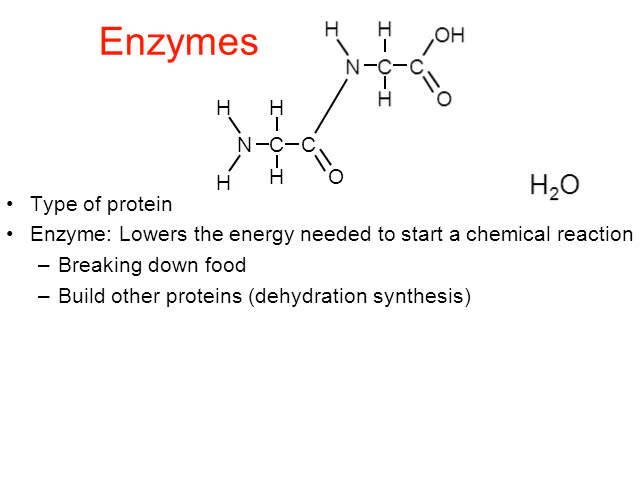 Enzymes
H H OH
N C C
H O
H H
N C C
H H O
H₂O
• Type of protein
• Enzyme: Lowers the energy needed to start a chemical reaction
– Breaking down food
– Build other proteins (dehydration synthesis)